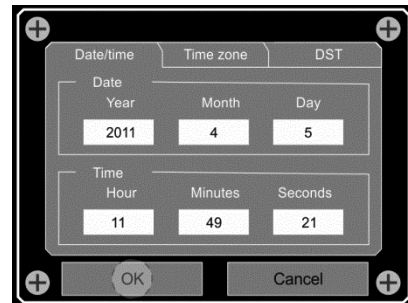 Date/time Time zone DST
Date
Year Month Day
2011 4 5
Time
Hour Minutes Seconds
11 49 21
OK Cancel